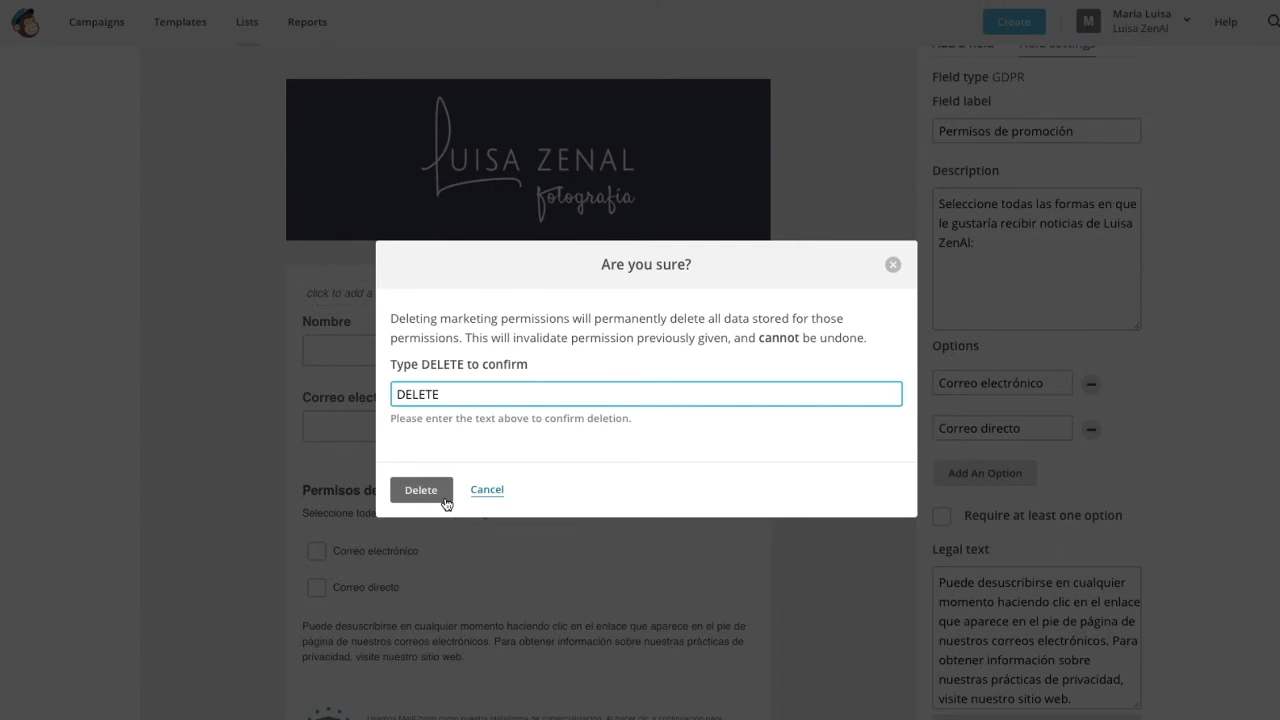 Campaigns
Templates
Lists
Reports
Create
M
María Luisa
Luisa ZenAl
Help
Field settings
Field type GDPR
Field label
Permisos de promoción
Description
Seleccione todas las formas en que
le gustaría recibir noticias de Luisa
ZenAl:
Options
Correo electrónico
Correo directo
Add An Option
Require at least one option
Legal text
Puede desuscribirse en cualquier
momento haciendo clic en el enlace
que aparece en el pie de página de
nuestros correos electrónicos. Para
obtener información sobre
nuestras prácticas de privacidad,
visite nuestro sitio web.
LUISA ZENAL
fotografía
click to add a
Nombre
Correo elect
Permisos de
Seleccione toda
Correo electrónico
Correo directo
Puede desuscribirse en cualquier momento haciendo clic en el enlace que aparece en el pie de
página de nuestros correos electrónicos. Para obtener información sobre nuestras prácticas de
privacidad, visite nuestro sitio web.
Are you sure?
Deleting marketing permissions will permanently delete all data stored for those
permissions. This will invalidate permission previously given, and cannot be undone.
Type DELETE to confirm
DELETE
Please enter the text above to confirm deletion.
Delete
Cancel